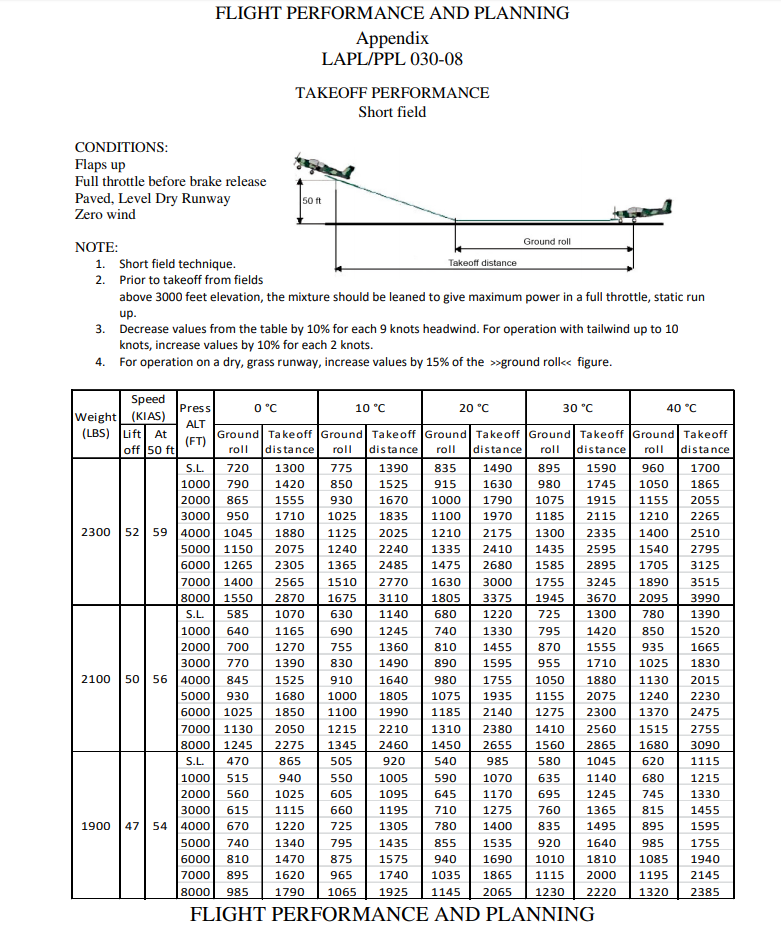 FLIGHT PERFORMANCE AND PLANNING
Appendix
LAPL/PPL 030-08
TAKEOFF PERFORMANCE
Short field
CONDITIONS:
Flaps up
Full throttle before brake release
Paved, Level Dry Runway
Zero wind
50 ft
Ground roll
Takeoff distance
NOTE:
1. Short field technique.
2. Prior to takeoff from fields
above 3000 feet elevation, the mixture should be leaned to give maximum power in a full throttle, static run
up.
3. Decrease values from the table by 10% for each 9 knots headwind. For operation with tailwind up to 10
knots, increase values by 10% for each 2 knots.
4. For operation on a dry, grass runway, increase values by 15% of the >>ground roll<< figure.
Weight (LBS) Speed (KIAS) Press ALT (FT) 0 °C 10 °C 20 °C 30 °C 40 °C
Lift off At 50 ft Ground roll Takeoff distance Ground roll Takeoff distance Ground roll Takeoff distance Ground roll Takeoff distance Ground roll Takeoff distance
S.L. 720 1300 775 1390 835 1490 895 1590 960 1700
1000 790 1420 850 1525 915 1630 980 1745 1050 1865
2000 865 1555 930 1670 1000 1790 1075 1915 1155 2055
3000 950 1710 1025 1835 1100 1970 1185 2115 1210 2265
2300 52 59 4000 1045 1880 1125 2025 1210 2175 1300 2335 1400 2510
5000 1150 2075 1240 2240 1335 2410 1435 2595 1540 2795
6000 1265 2305 1365 2485 1475 2680 1585 2895 1705 3125
7000 1400 2565 1510 2770 1630 3000 1755 3245 1890 3515
8000 1550 2870 1675 3110 1805 3375 1945 3670 2095 3990
S.L. 585 1070 630 1140 680 1220 725 1300 780 1390
1000 640 1165 690 1245 740 1330 795 1420 850 1520
2000 700 1270 755 1360 810 1455 870 1555 935 1665
3000 770 1390 830 1490 890 1595 955 1710 1025 1830
2100 50 56 4000 845 1525 910 1640 980 1755 1050 1880 1130 2015
5000 930 1680 1000 1805 1075 1935 1155 2075 1240 2230
6000 1025 1850 1100 1990 1185 2140 1275 2300 1370 2475
7000 1130 2050 1215 2210 1310 2380 1410 2560 1515 2755
8000 1245 2275 1345 2460 1450 2655 1560 2865 1680 3090
S.L. 470 865 505 920 540 985 580 1045 620 1115
1000 515 940 550 1005 590 1070 635 1140 680 1215
2000 560 1025 605 1095 645 1170 695 1245 745 1330
3000 615 1115 660 1195 710 1275 760 1365 815 1455
1900 47 54 4000 670 1220 725 1305 780 1400 835 1495 895 1595
5000 740 1340 795 1435 855 1535 920 1640 985 1755
6000 810 1470 875 1575 940 1690 1010 1810 1085 1940
7000 895 1620 965 1740 1035 1865 1115 2000 1195 2145
8000 985 1790 1065 1925 1145 2065 1230 2220 1320 2385
FLIGHT PERFORMANCE AND PLANNING